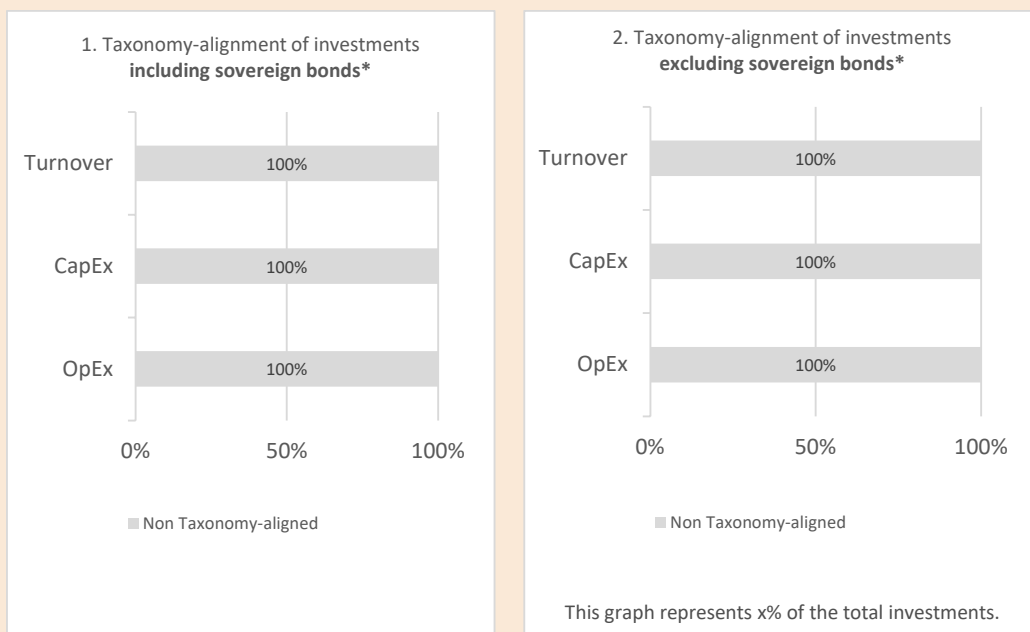 1. Taxonomy-alignment of investments
including sovereign bonds*
Turnover
100%
CapEx
100%
OpEx
100%
0% 50% 100%
Non Taxonomy-aligned
2. Taxonomy-alignment of investments
excluding sovereign bonds*
Turnover
100%
CapEx
100%
OpEx
100%
0% 50% 100%
Non Taxonomy-aligned
This graph represents x% of the total investments.